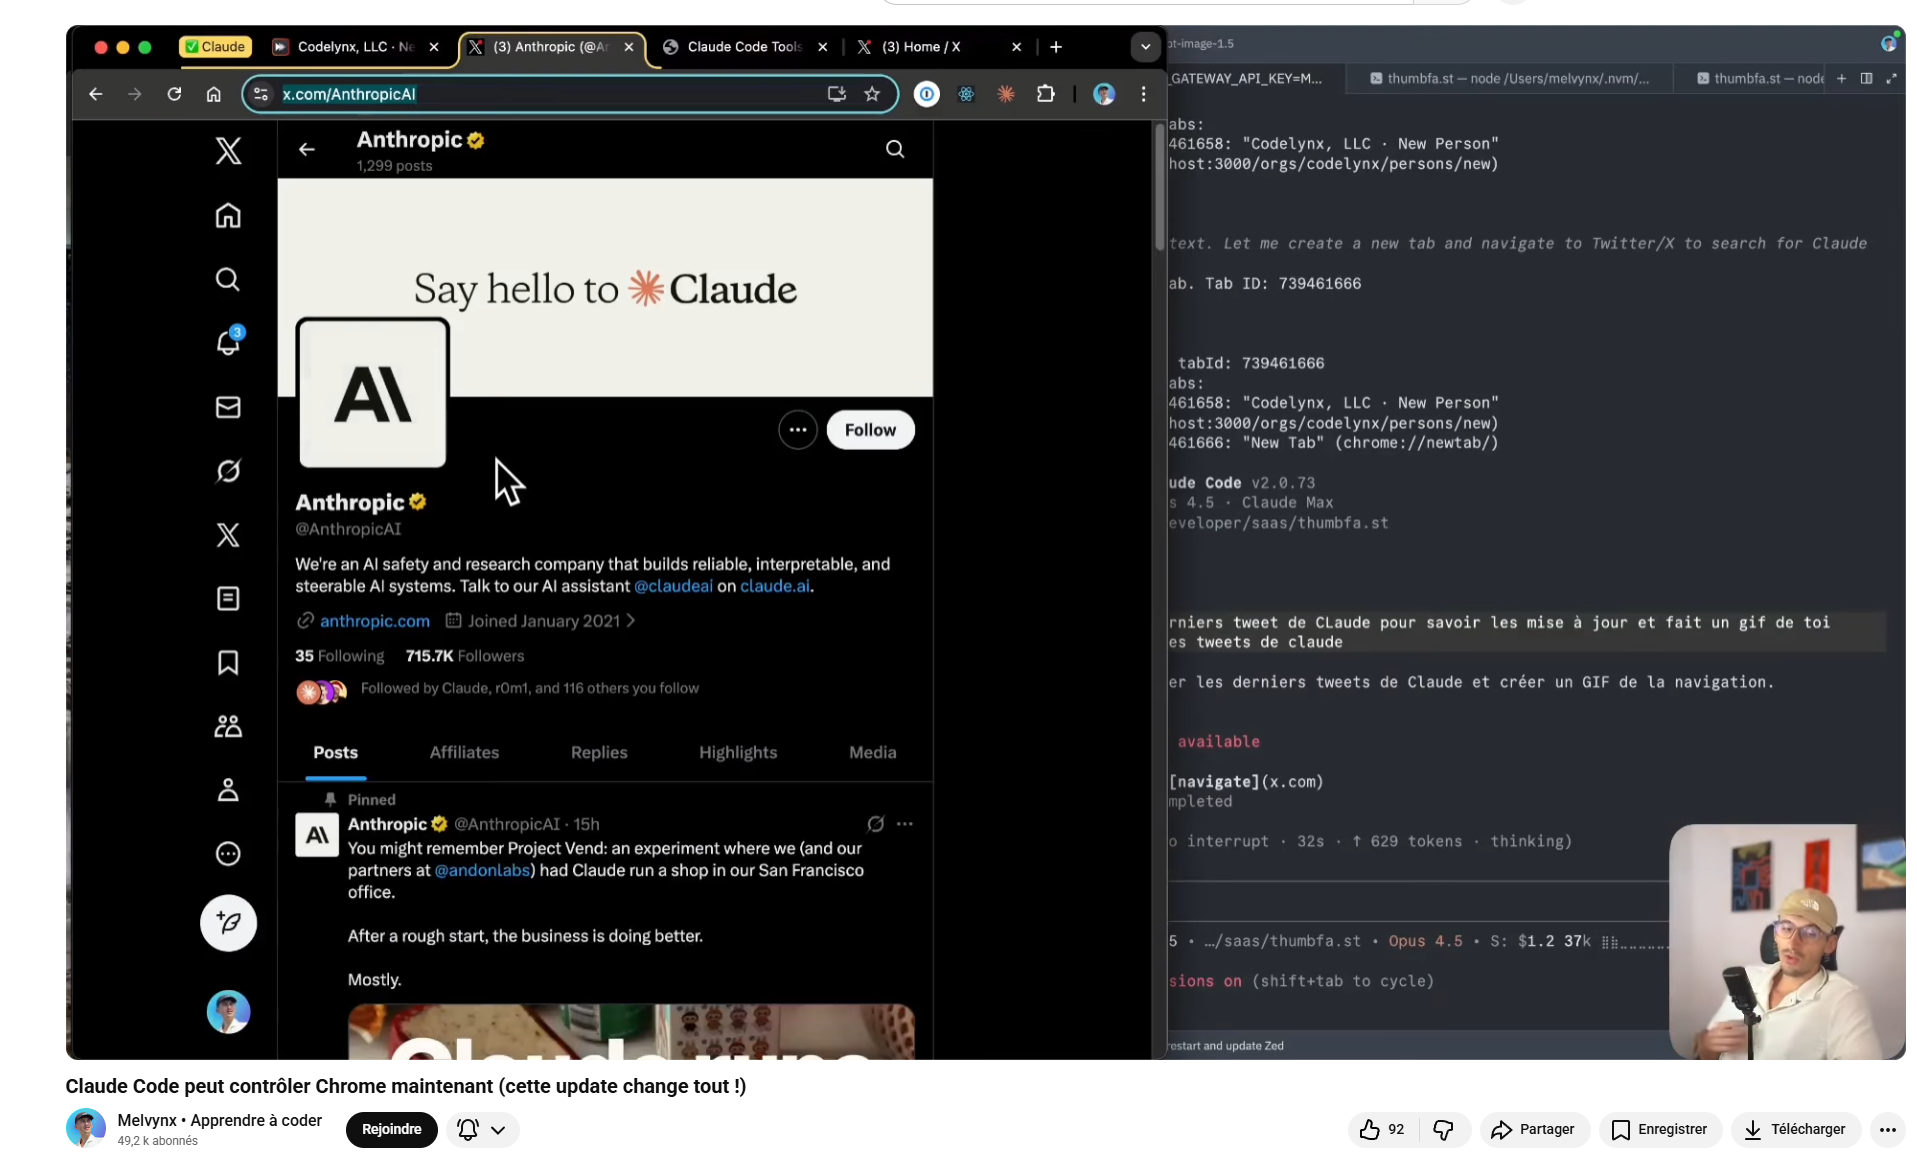 Claude
Codelynx, LLC · Ne
(3) Anthropic (@An
Claude Code Tools
(3) Home / X
x.com/AnthropicAI
Anthropic
1,299 posts
Say hello to Claude
AI
Follow
3
Anthropic
@AnthropicAI
We're an AI safety and research company that builds reliable, interpretable, and
steerable AI systems. Talk to our AI assistant @claudeai on claude.ai.
anthropic.com Joined January 2021
35 Following 715.7K Followers
Followed by Claude, r0m1, and 116 others you follow
Posts Affiliates Replies Highlights Media
Pinned
AI
Anthropic @AnthropicAI · 15h
You might remember Project Vend: an experiment where we (and our
partners at @andonlabs) had Claude run a shop in our San Francisco
office.
After a rough start, the business is doing better.
Mostly.
Claude runs
pt-image-1.5
_GATEWAY_API_KEY=M...
thumbfa.st — node /Users/melvynx/.nvm/...
thumbfa.st — node
abs:
461658: "Codelynx, LLC · New Person"
host:3000/orgs/codelynx/persons/new)
text. Let me create a new tab and navigate to Twitter/X to search for Claude
ab. Tab ID: 739461666
tabId: 739461666
abs:
461658: "Codelynx, LLC · New Person"
host:3000/orgs/codelynx/persons/new)
461666: "New Tab" (chrome://newtab/)
ude Code v2.0.73
s 4.5 · Claude Max
eveloper/saas/thumbfa.st
rniers tweet de CLaude pour savoir les mise à jour et fait un gif de toi
es tweets de claude
er les derniers tweets de Claude et créer un GIF de la navigation.
available
[navigate](x.com)
mpleted
o interrupt · 32s · ↑ 629 tokens · thinking)
5 • …/saas/thumbfa.st • Opus 4.5 • S: $1.2 37k
sions on (shift+tab to cycle)
restart and update Zed
Claude Code peut contrôler Chrome maintenant (cette update change tout !)
Melvynx • Apprendre à coder
49,2 k abonnés
Rejoindre
92
Partager
Enregistrer
Télécharger